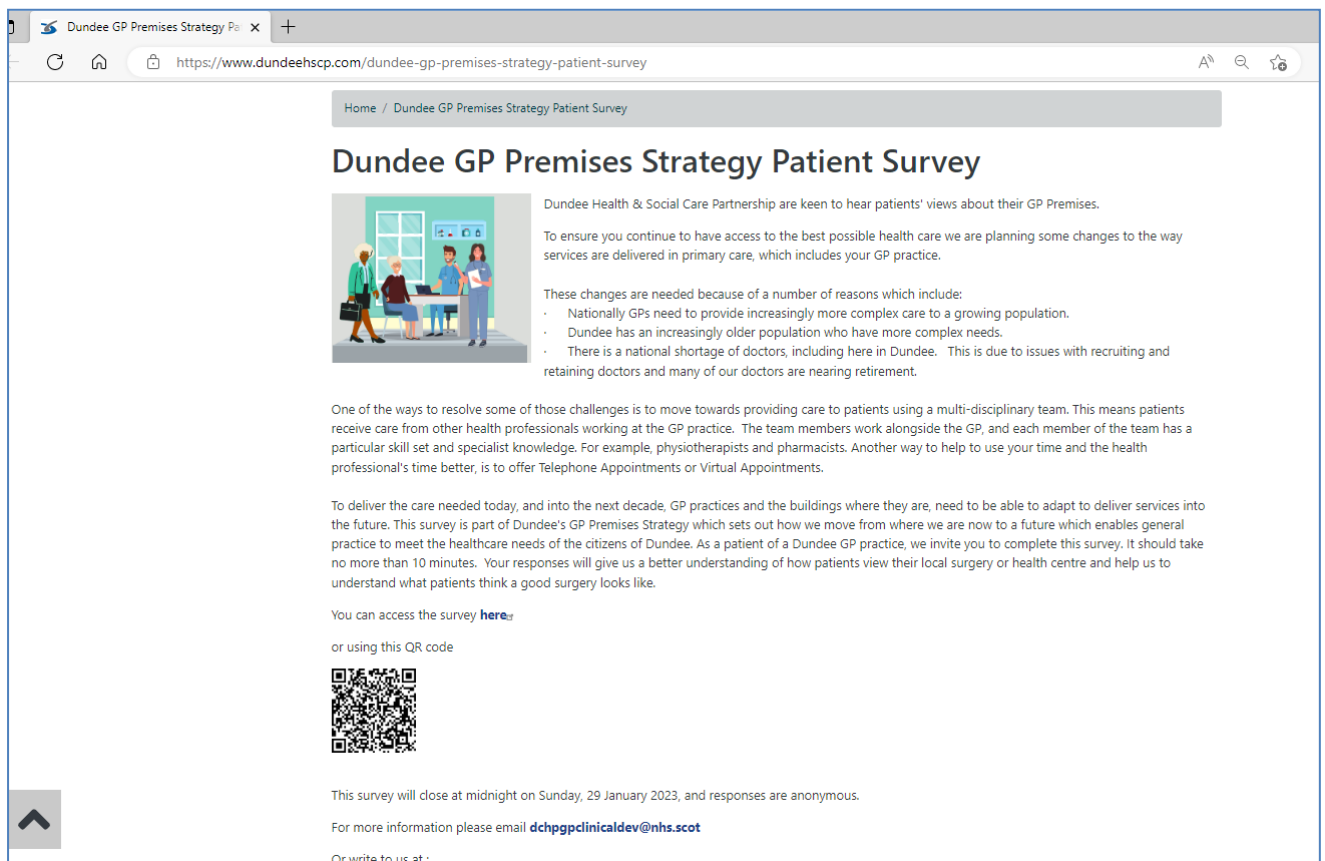 Dundee GP Premises Strategy Pa
https://www.dundeehscp.com/dundee-gp-premises-strategy-patient-survey
Home / Dundee GP Premises Strategy Patient Survey
Dundee GP Premises Strategy Patient Survey
Dundee Health & Social Care Partnership are keen to hear patients' views about their GP Premises.
To ensure you continue to have access to the best possible health care we are planning some changes to the way
services are delivered in primary care, which includes your GP practice.
These changes are needed because of a number of reasons which include:
· Nationally GPs need to provide increasingly more complex care to a growing population.
· Dundee has an increasingly older population who have more complex needs.
· There is a national shortage of doctors, including here in Dundee. This is due to issues with recruiting and
retaining doctors and many of our doctors are nearing retirement.
One of the ways to resolve some of those challenges is to move towards providing care to patients using a multi-disciplinary team. This means patients
receive care from other health professionals working at the GP practice. The team members work alongside the GP, and each member of the team has a
particular skill set and specialist knowledge. For example, physiotherapists and pharmacists. Another way to help to use your time and the health
professional's time better, is to offer Telephone Appointments or Virtual Appointments.
To deliver the care needed today, and into the next decade, GP practices and the buildings where they are, need to be able to adapt to deliver services into
the future. This survey is part of Dundee's GP Premises Strategy which sets out how we move from where we are now to a future which enables general
practice to meet the healthcare needs of the citizens of Dundee. As a patient of a Dundee GP practice, we invite you to complete this survey. It should take
no more than 10 minutes. Your responses will give us a better understanding of how patients view their local surgery or health centre and help us to
understand what patients think a good surgery looks like.
You can access the survey here
or using this QR code
This survey will close at midnight on Sunday, 29 January 2023, and responses are anonymous.
For more information please email dchpgpclinicaldev@nhs.scot
Or write to us at :